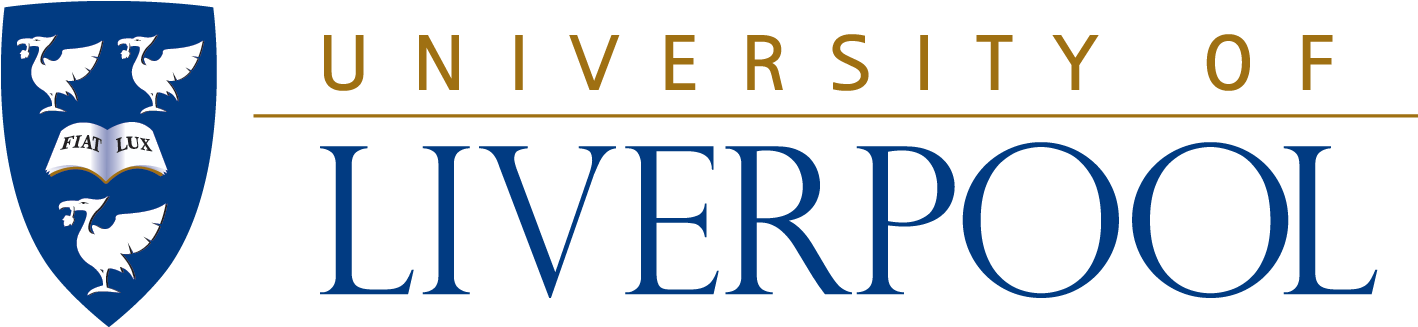 UNIVERSITY OF
LIVERPOOL
FIAT LUX